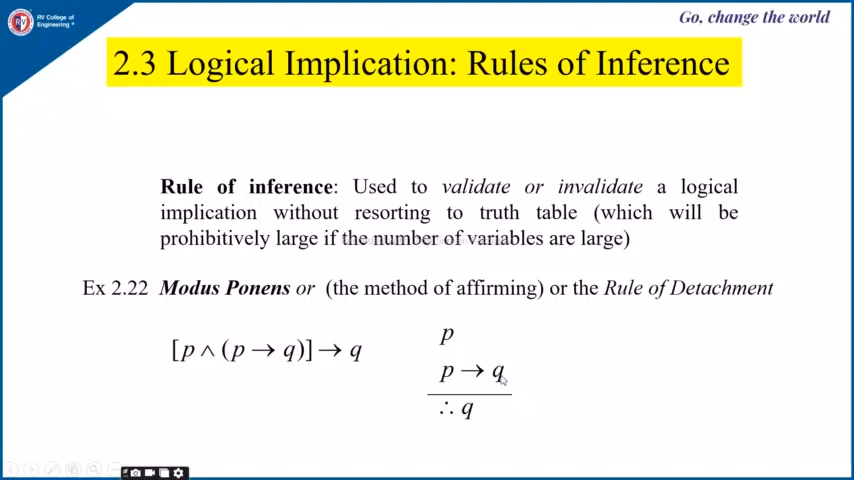 RV College of
Engineering
Go, change the world
2.3 Logical Implication: Rules of Inference
Rule of inference: Used to validate or invalidate a logical
implication without resorting to truth table (which will be
prohibitively large if the number of variables are large)
Ex 2.22 Modus Ponens or (the method of affirming) or the Rule of Detachment
[p ∧ (p → q)] → q
p
p → q
∴ q